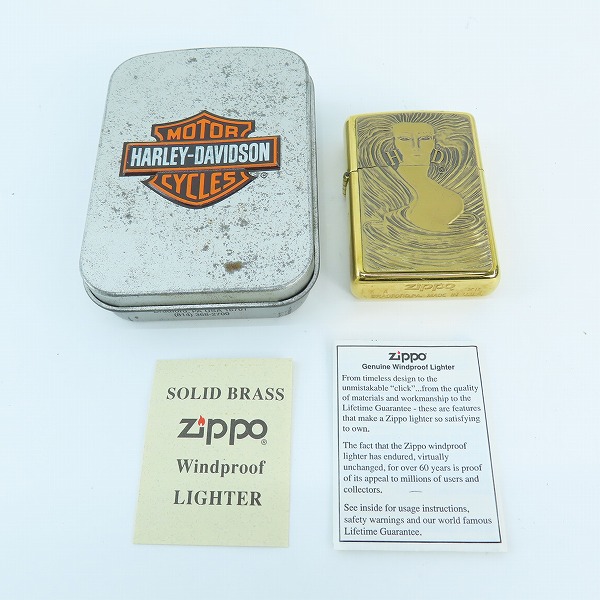 MOTOR
HARLEY-DAVIDSON
CYCLES
®
(814) 368-2700
H D
Zippo
SOLID BRASS
Zippo®
Windproof
LIGHTER
Zippo®
Genuine Windproof Lighter
From timeless design to the
unmistakable "click"...from the quality
of materials and workmanship to the
Lifetime Guarantee - these are features
that make a Zippo lighter so satisfying
to own.
The fact that the Zippo windproof
lighter has endured, virtually
unchanged, for over 60 years is proof
of its appeal to millions of users and
collectors.
See inside for usage instructions,
safety warnings and our world famous
Lifetime Guarantee.